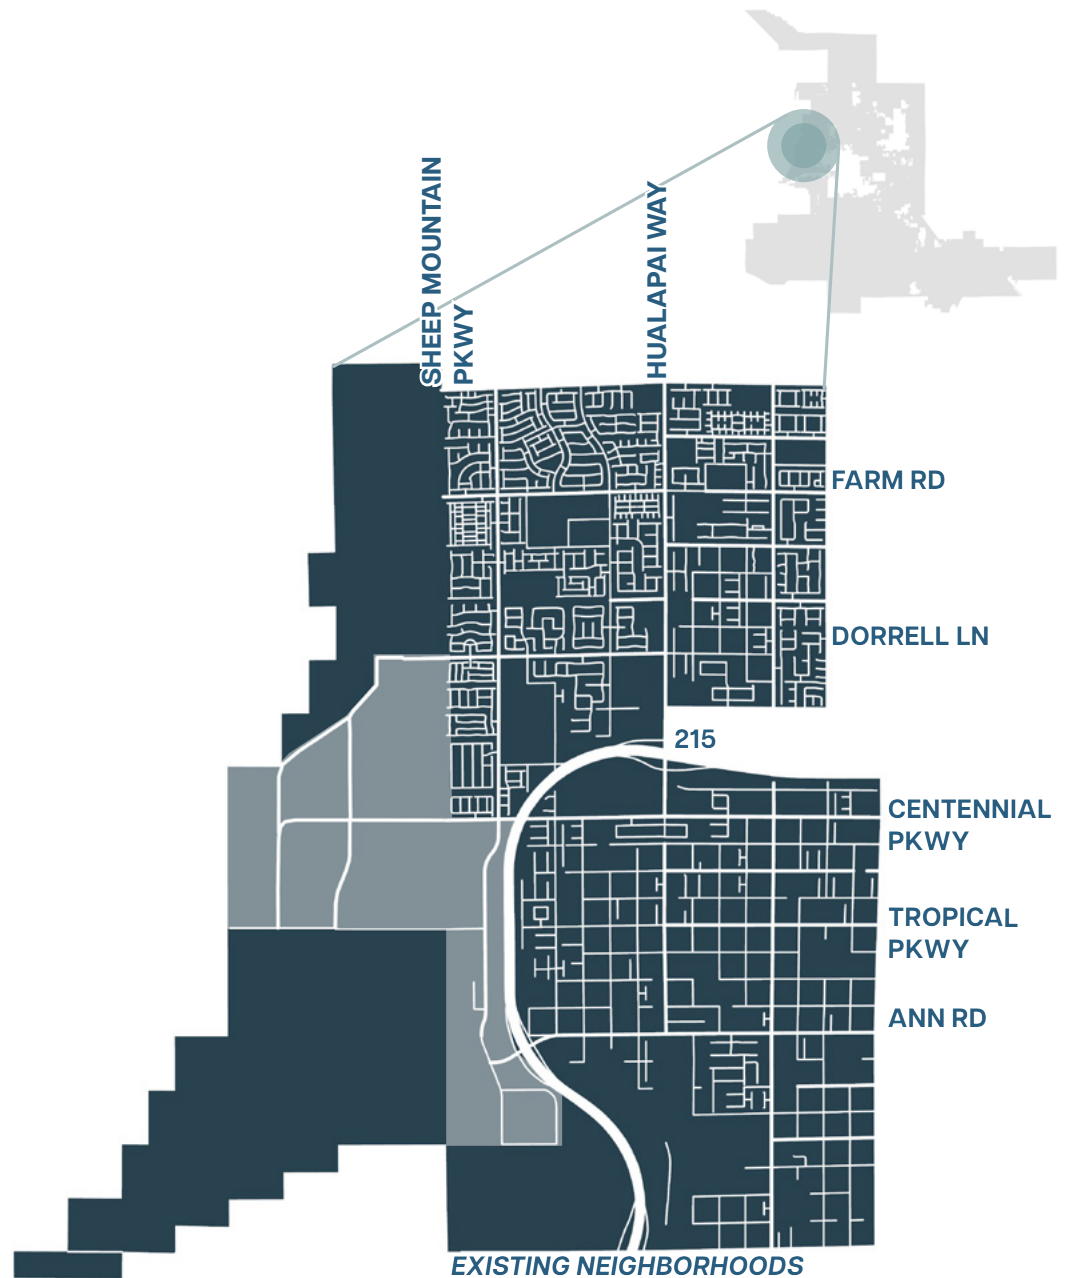 SHEEP MOUNTAIN
PKWY
HUALAPAI WAY
FARM RD
DORRELL LN
215
CENTENNIAL
PKWY
TROPICAL
PKWY
ANN RD
EXISTING NEIGHBORHOODS